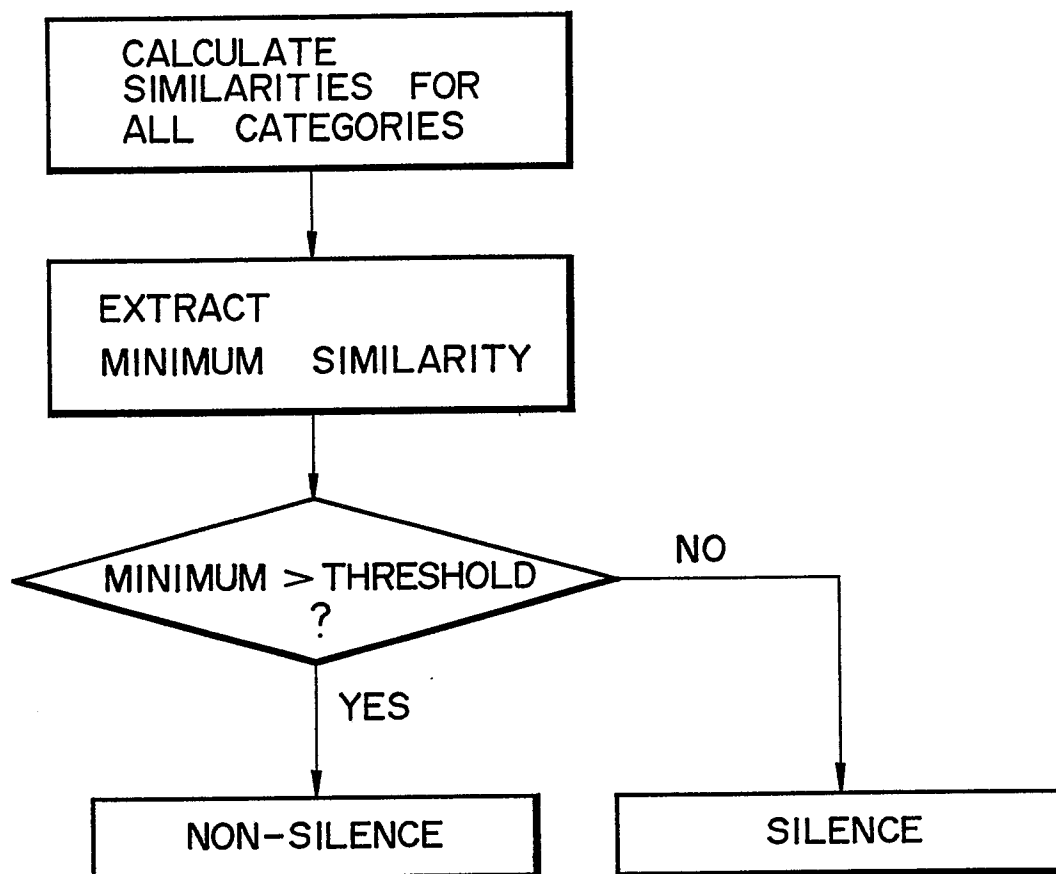 CALCULATE
SIMILARITIES FOR
ALL CATEGORIES
EXTRACT
MINIMUM SIMILARITY
MINIMUM > THRESHOLD
?
NO
YES
NON-SILENCE
SILENCE